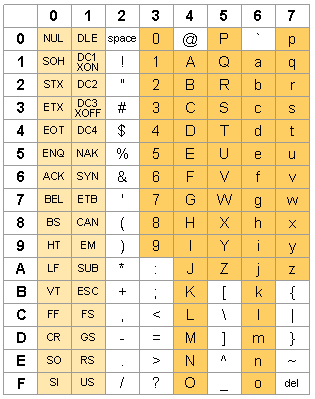 0 1 2 3 4 5 6 7
0 NUL DLE space 0 @ P ` p
1 SOH DC1 XON ! 1 A Q a q
2 STX DC2 " 2 B R b r
3 ETX DC3 XOFF # 3 C S c s
4 EOT DC4 $ 4 D T d t
5 ENQ NAK % 5 E U e u
6 ACK SYN & 6 F V f v
7 BEL ETB ' 7 G W g w
8 BS CAN ( 8 H X h x
9 HT EM ) 9 I Y i y
A LF SUB * : J Z j z
B VT ESC + ; K [ k {
C FF FS , < L \ l |
D CR GS - = M ] m }
E SO RS . > N ^ n ~
F SI US / ? O _ o del